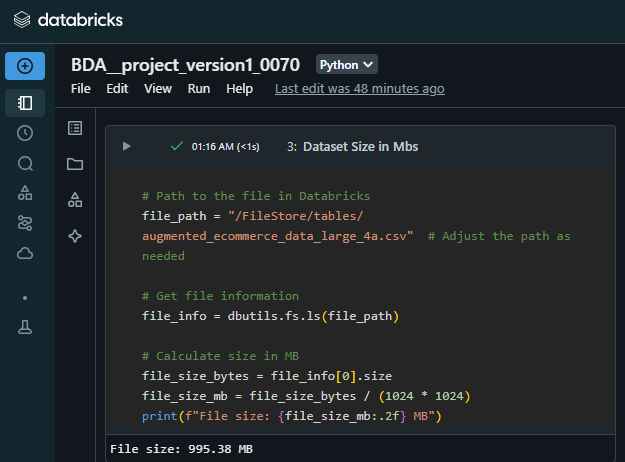 databricks
BDA__project_version1_0070 Python
File Edit View Run Help Last edit was 48 minutes ago
01:16 AM (<1s) 3: Dataset Size in Mbs
# Path to the file in Databricks
file_path = "/FileStore/tables/
augmented_ecommerce_data_large_4a.csv"  # Adjust the path as
needed
# Get file information
file_info = dbutils.fs.ls(file_path)
# Calculate size in MB
file_size_bytes = file_info[0].size
file_size_mb = file_size_bytes / (1024 * 1024)
print(f"File size: {file_size_mb:.2f} MB")
File size: 995.38 MB